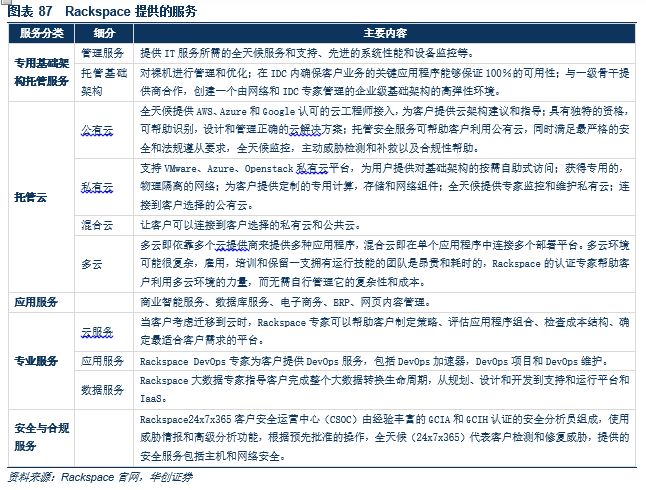 图表 87 Rackspace 提供的服务
服务分类 细分 主要内容
专用基础架构托管服务
管理服务
提供 IT 服务所需的全天候服务和支持、先进的系统性能和设备监控等。
托管基础架构
对裸机进行管理和优化；在 IDC 内确保客户业务的关键应用程序能够保证 100%的可用性；与一级骨干提
供商合作，创建一个由网络和 IDC 专家管理的企业级基础架构的高弹性环境。
托管云
公有云
全天候提供 AWS、Azure 和 Google 认可的云工程师接入，为客户提供云架构建议和指导；具有独特的资格，
可帮助识别，设计和管理正确的云解决方案；托管安全服务可帮助客户利用公有云，同时满足最严格的安
全和法规遵从要求，全天候监控，主动威胁检测和补救以及合规性帮助。
私有云
支持 VMware、Azure、Openstack 私有云平台，为用户提供对基础架构的按需自助式访问；获得专用的，
物理隔离的网络；为客户提供定制的专用计算，存储和网络组件；全天候提供专家监控和维护私有云；连
接到客户选择的公有云。
混合云
让客户可以连接到客户选择的私有云和公共云。
多云
多云即依靠多个云提供商来提供多种应用程序，混合云即在单个应用程序中连接多个部署平台。多云环境
可能很复杂，雇用，培训和保留一支拥有运行技能的团队是昂贵和耗时的，Rackspace 的认证专家帮助客
户利用多云环境的力量，而无需自行管理它的复杂性和成本。
应用服务
商业智能服务、数据库服务、电子商务、ERP、网页内容管理。
专业服务
云服务
当客户考虑迁移到云时，Rackspace 专家可以帮助客户制定策略、评估应用程序组合、检查成本结构、确
定最适合客户需求的平台。
应用服务
Rackspace DevOps 专家为客户提供 DevOps 服务，包括 DevOps 加速器，DevOps 项目和 DevOps 维护。
数据服务
Rackspace 大数据专家指导客户完成整个大数据转换生命周期，从规划、设计和开发到支持和运行平台和
IaaS。
安全与合规服务
Rackspace24x7x365 客户安全运营中心（CSOC）由经验丰富的 GCIA 和 GCIH 认证的安全分析员组成，使用
威胁情报和高级分析功能，根据预先批准的操作，全天候（24x7x365）代表客户检测和修复威胁，提供的
安全服务包括主机和网络安全。
资料来源：Rackspace 官网，华创证券